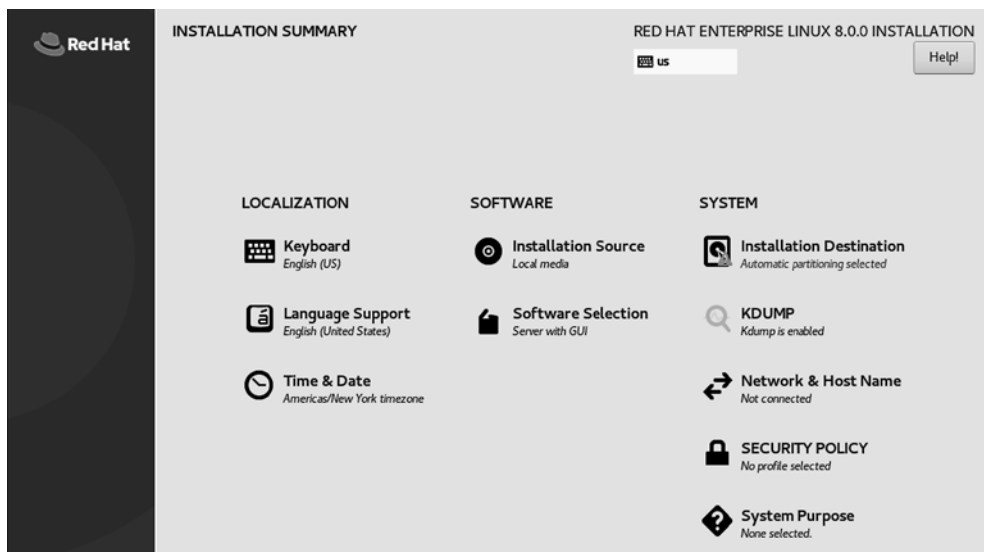 Red Hat
INSTALLATION SUMMARY
RED HAT ENTERPRISE LINUX 8.0.0 INSTALLATION
us
Help!
LOCALIZATION
Keyboard
English (US)
Language Support
English (United States)
Time & Date
Americas/New York timezone
SOFTWARE
Installation Source
Local media
Software Selection
Server with GUI
SYSTEM
Installation Destination
Automatic partitioning selected
KDUMP
Kdump is enabled
Network & Host Name
Not connected
SECURITY POLICY
No profile selected
System Purpose
None selected.